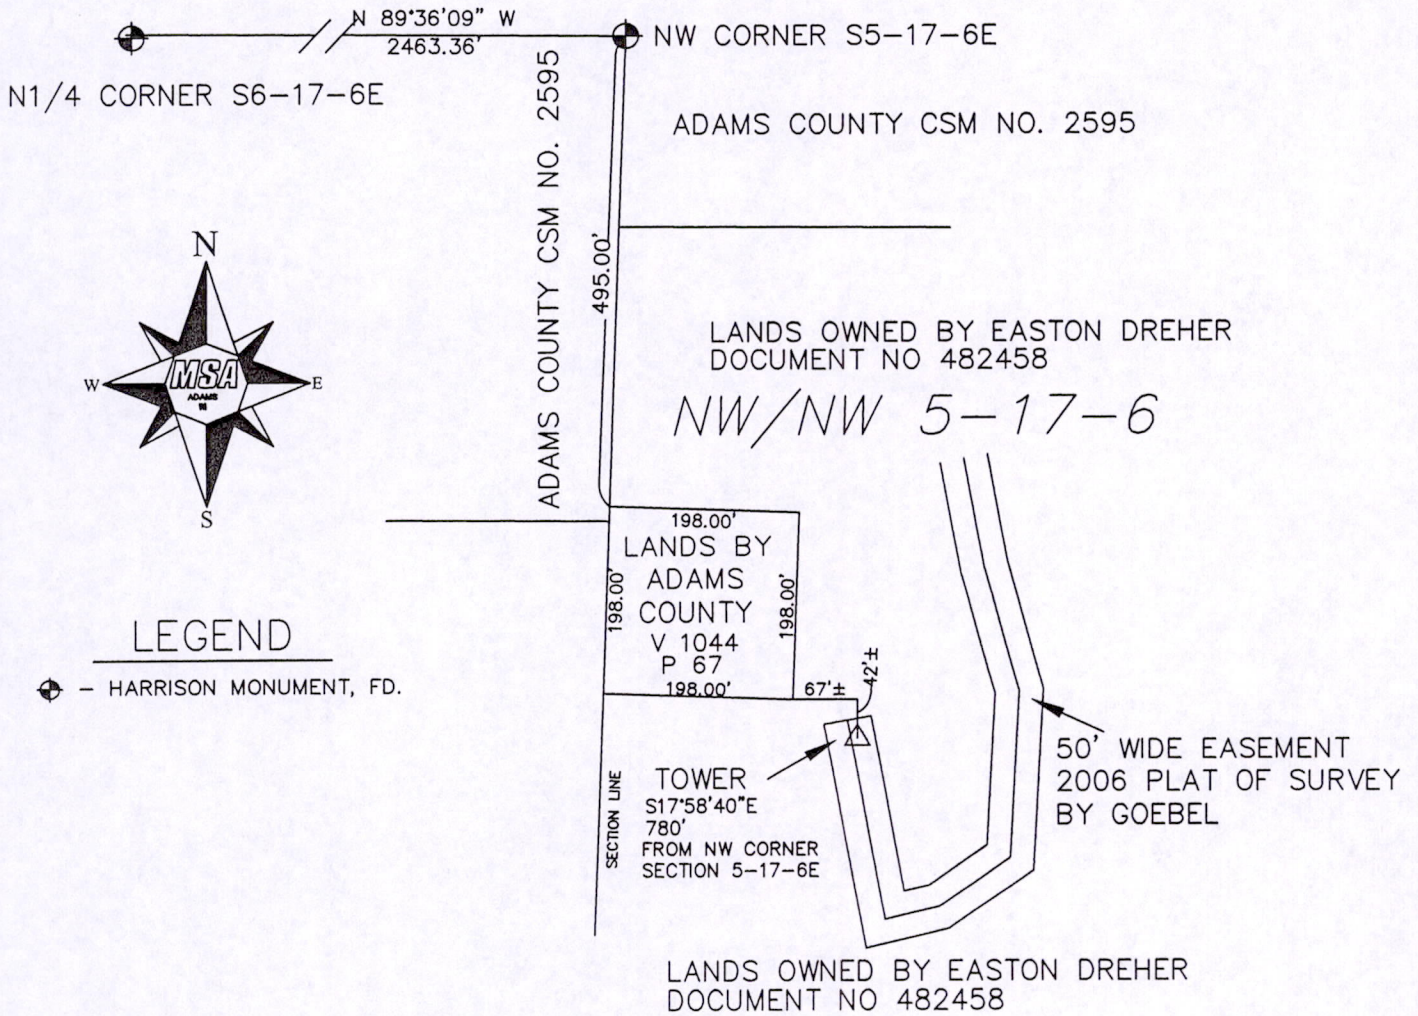 N 89°36'09" W
2463.36'
NW CORNER S5-17-6E
N1/4 CORNER S6-17-6E
ADAMS COUNTY CSM NO. 2595
ADAMS COUNTY CSM NO. 2595
495.00'
N
W
MSA
ADAMS
WI
E
S
LANDS OWNED BY EASTON DREHER
DOCUMENT NO 482458
NW/NW 5-17-6
198.00'
LANDS BY
ADAMS
COUNTY
V 1044
P 67
198.00'
198.00'
198.00'
67'±
42'±
LEGEND
- HARRISON MONUMENT, FD.
50' WIDE EASEMENT
2006 PLAT OF SURVEY
BY GOEBEL
SECTION LINE
TOWER
S17°58'40"E
780'
FROM NW CORNER
SECTION 5-17-6E
LANDS OWNED BY EASTON DREHER
DOCUMENT NO 482458